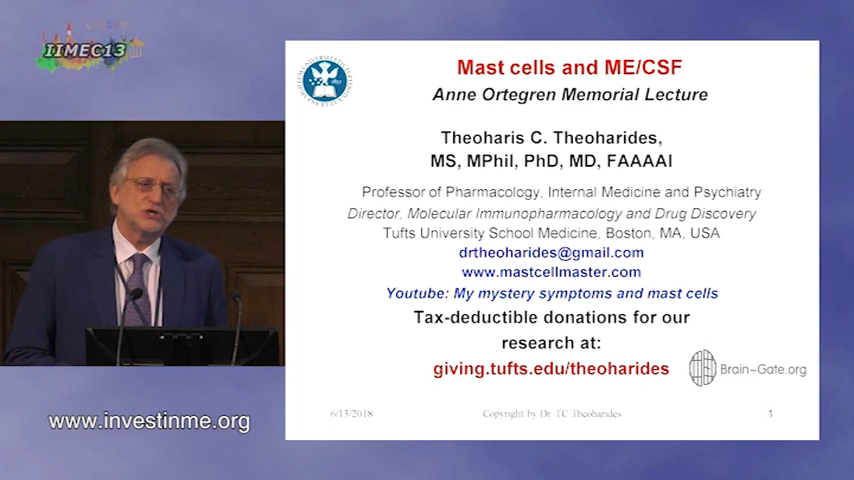 LONDON
IIMEC13
Mast cells and ME/CSF
Anne Ortegren Memorial Lecture
Theoharis C. Theoharides,
MS, MPhil, PhD, MD, FAAAAI
Professor of Pharmacology, Internal Medicine and Psychiatry
Director, Molecular Immunopharmacology and Drug Discovery
Tufts University School Medicine, Boston, MA, USA
drtheoharides@gmail.com
www.mastcellmaster.com
Youtube: My mystery symptoms and mast cells
Tax-deductible donations for our
research at:
giving.tufts.edu/theoharides
Brain~Gate.org
6/13/2018
Copyright by Dr. TC Theoharides
1
www.investinme.org